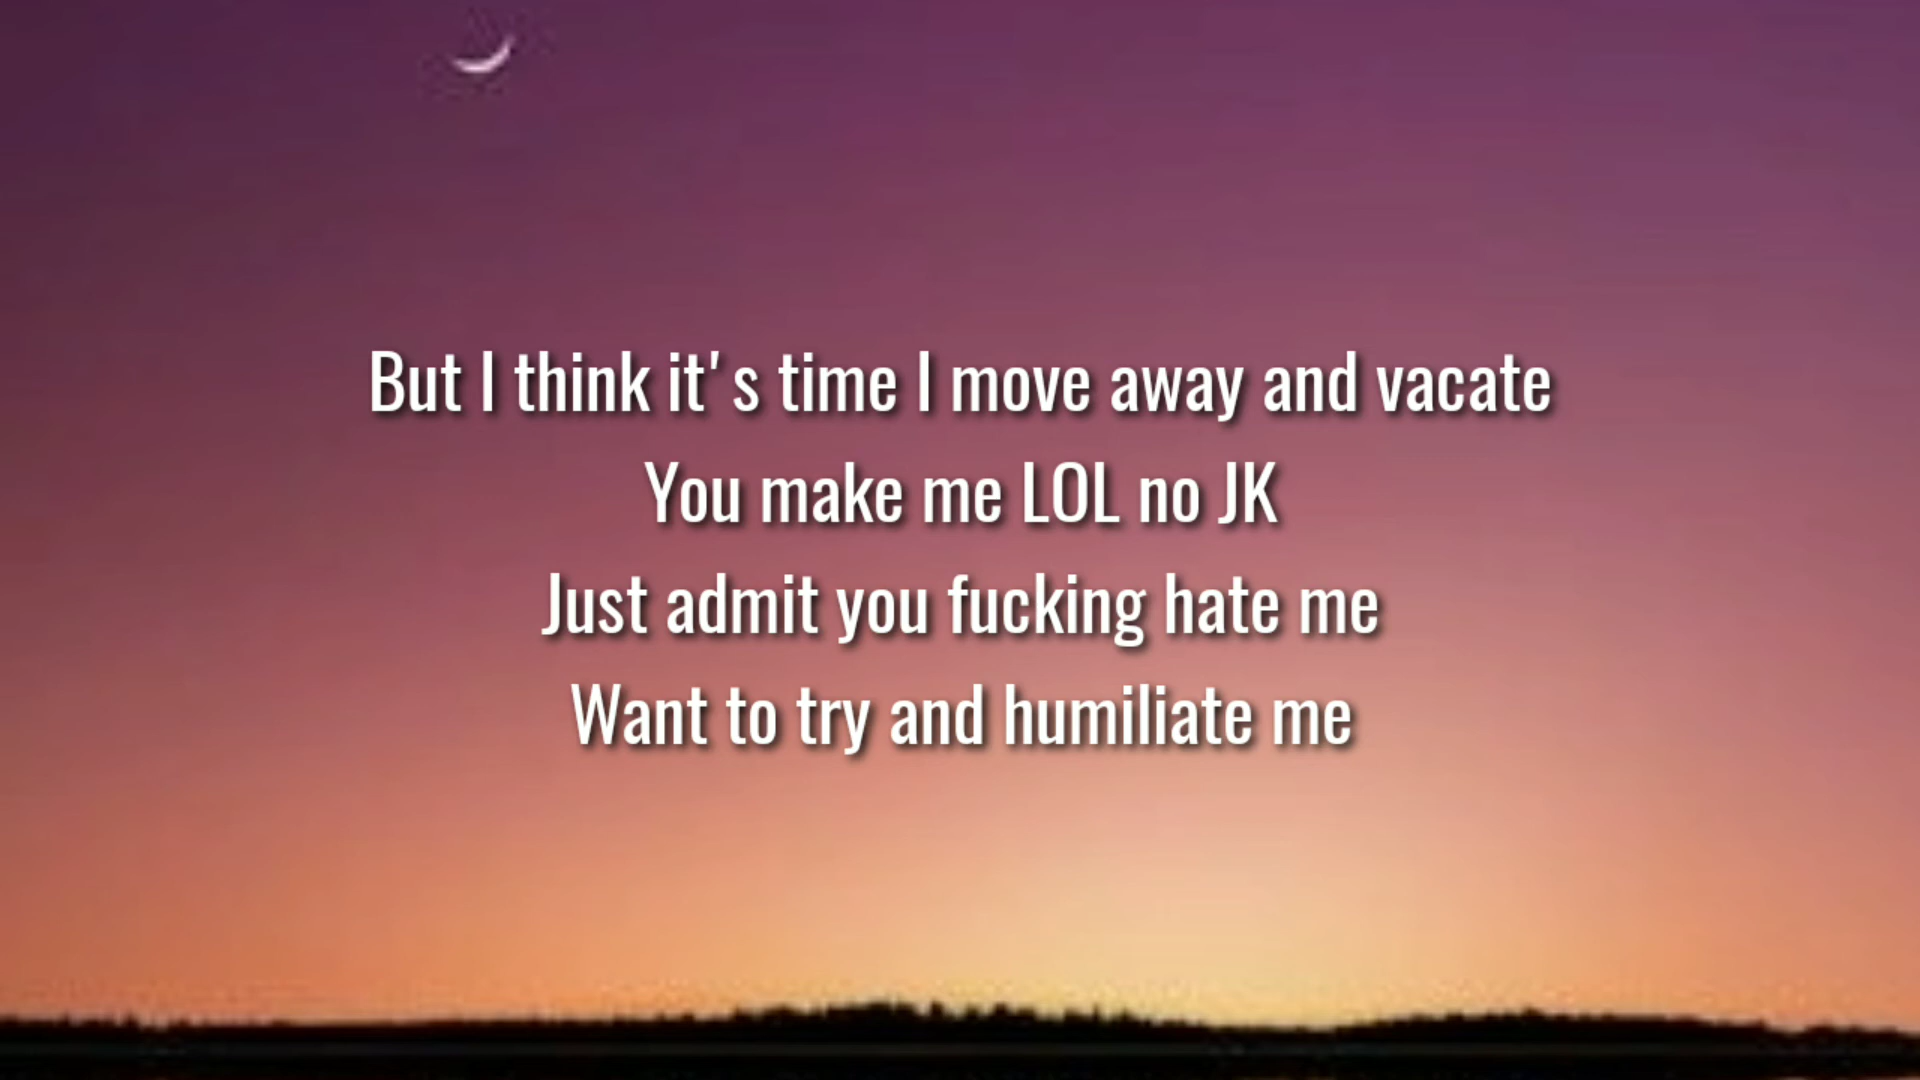 But I think it's time I move away and vacate
You make me LOL no JK
Just admit you fucking hate me
Want to try and humiliate me